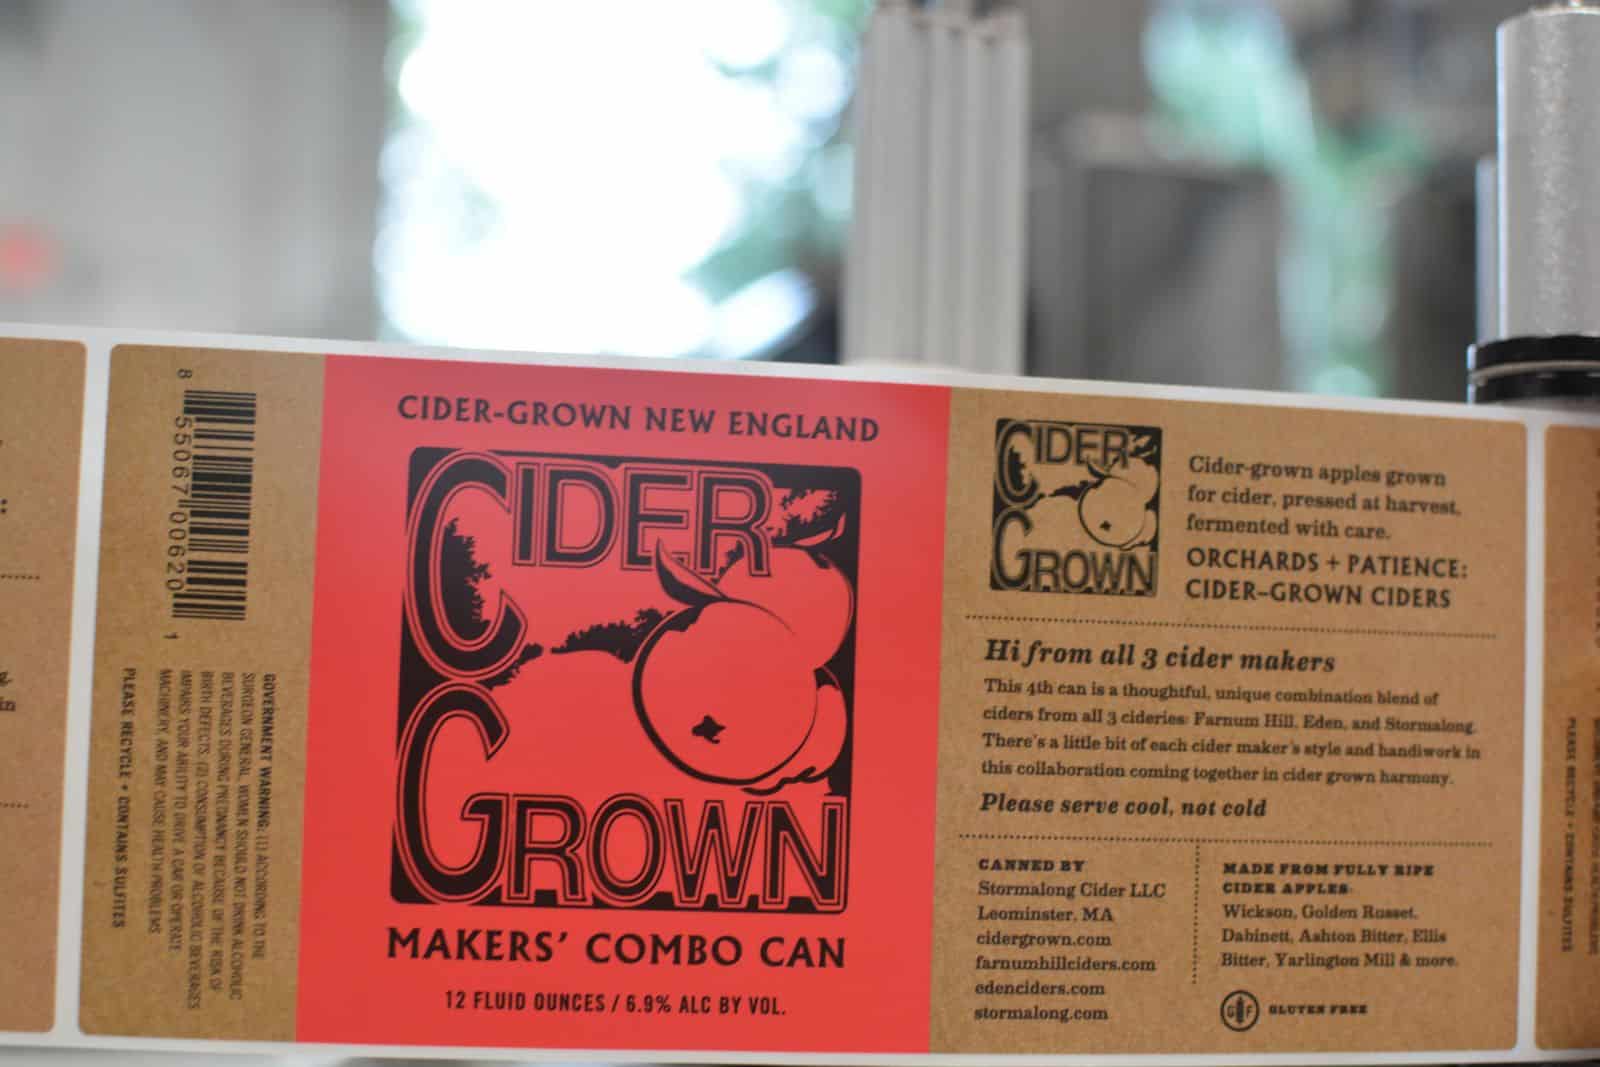 8 55067 00620 1
GOVERNMENT WARNING: (1) ACCORDING TO THE
SURGEON GENERAL, WOMEN SHOULD NOT DRINK ALCOHOLIC
BEVERAGES DURING PREGNANCY BECAUSE OF THE RISK OF
BIRTH DEFECTS. (2) CONSUMPTION OF ALCOHOLIC BEVERAGES
IMPAIRS YOUR ABILITY TO DRIVE A CAR OR OPERATE
MACHINERY, AND MAY CAUSE HEALTH PROBLEMS.
PLEASE RECYCLE + CONTAINS SULFITES
CIDER-GROWN NEW ENGLAND
CIDER
GROWN
MAKERS' COMBO CAN
12 FLUID OUNCES / 6.9% ALC BY VOL.
CIDER
GROWN
Cider-grown apples grown
for cider, pressed at harvest,
fermented with care.
ORCHARDS + PATIENCE:
CIDER-GROWN CIDERS
Hi from all 3 cider makers
This 4th can is a thoughtful, unique combination blend of
ciders from all 3 cideries: Farnum Hill, Eden, and Stormalong.
There's a little bit of each cider maker's style and handiwork in
this collaboration coming together in cider grown harmony.
Please serve cool, not cold
CANNED BY
Stormalong Cider LLC
Leominster, MA
cidergrown.com
farnumhillciders.com
edenciders.com
stormalong.com
MADE FROM FULLY RIPE
CIDER APPLES:
Wickson, Golden Russet,
Dabinett, Ashton Bitter, Ellis
Bitter, Yarlington Mill & more.
GF GLUTEN FREE
PLEASE RECYCLE + CONTAINS SULFITES